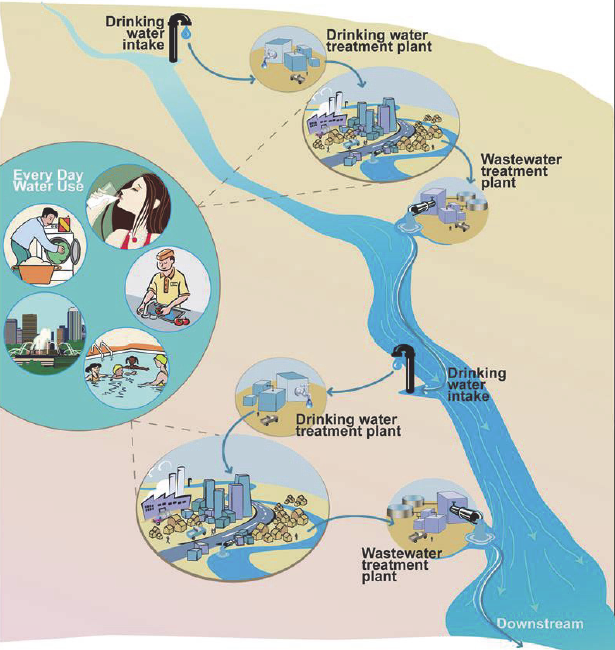 Drinking
water
intake
Drinking water
treatment plant
Wastewater
treatment
plant
Every Day
Water Use
Drinking
water
intake
Drinking water
treatment plant
Wastewater
treatment
plant
Downstream